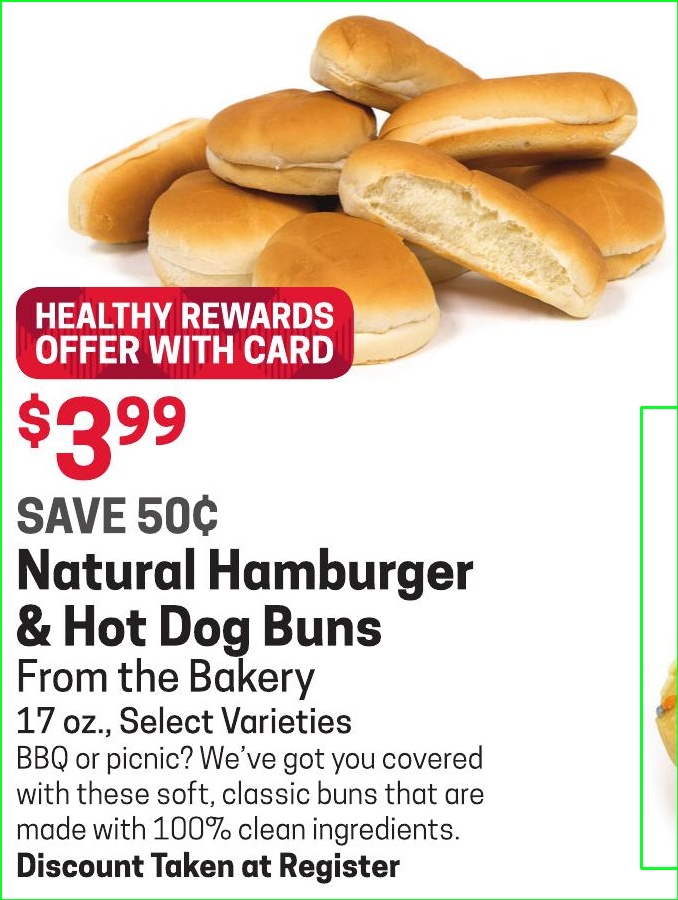 HEALTHY REWARDS
OFFER WITH CARD
$3.99
SAVE 50¢
Natural Hamburger
& Hot Dog Buns
From the Bakery
17 oz., Select Varieties
BBQ or picnic? We’ve got you covered
with these soft, classic buns that are
made with 100% clean ingredients.
Discount Taken at Register